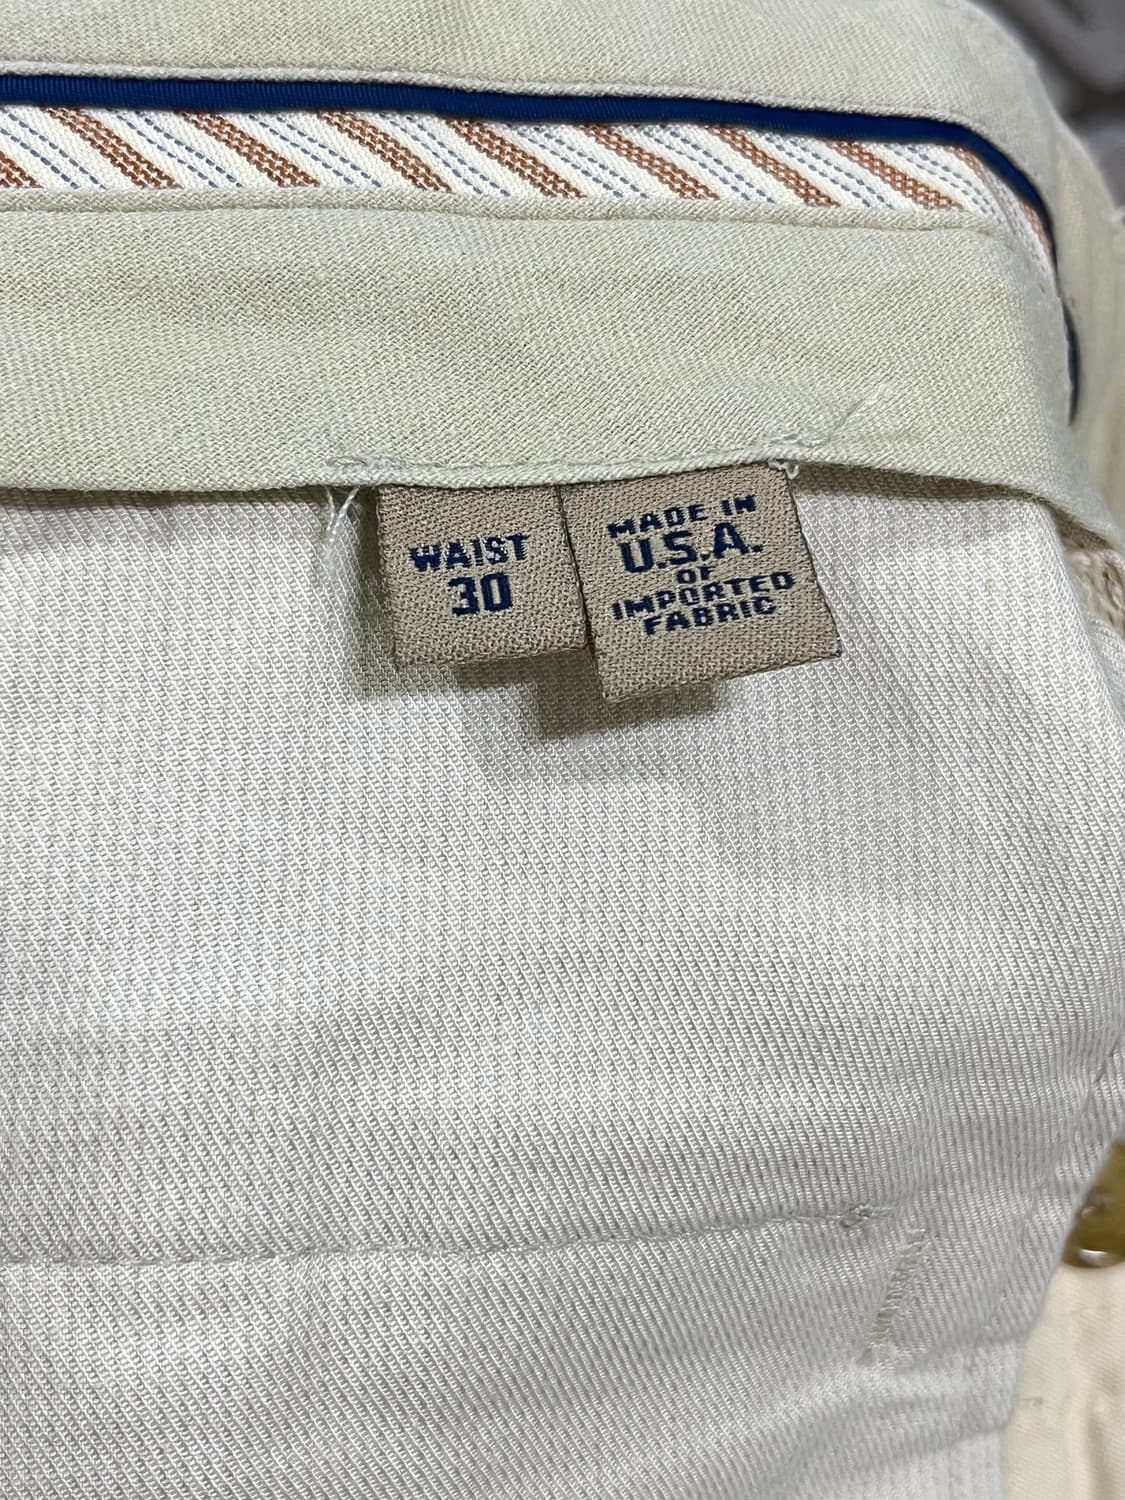 WAIST
30
MADE IN
U.S.A.
OF
IMPORTED
FABRIC